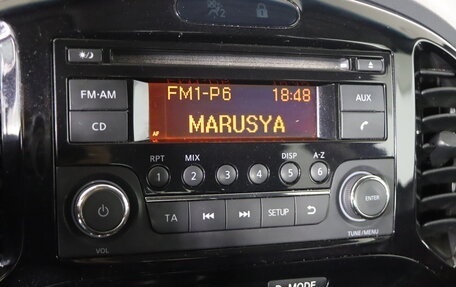 FM1-P6 18:48
MARUSYA
AF
FM·AM
CD
AUX
RPT MIX DISP A-Z
1 2 3 4 5 6
TA SETUP
ENTER
VOL
TUNE/MENU
D-MODE